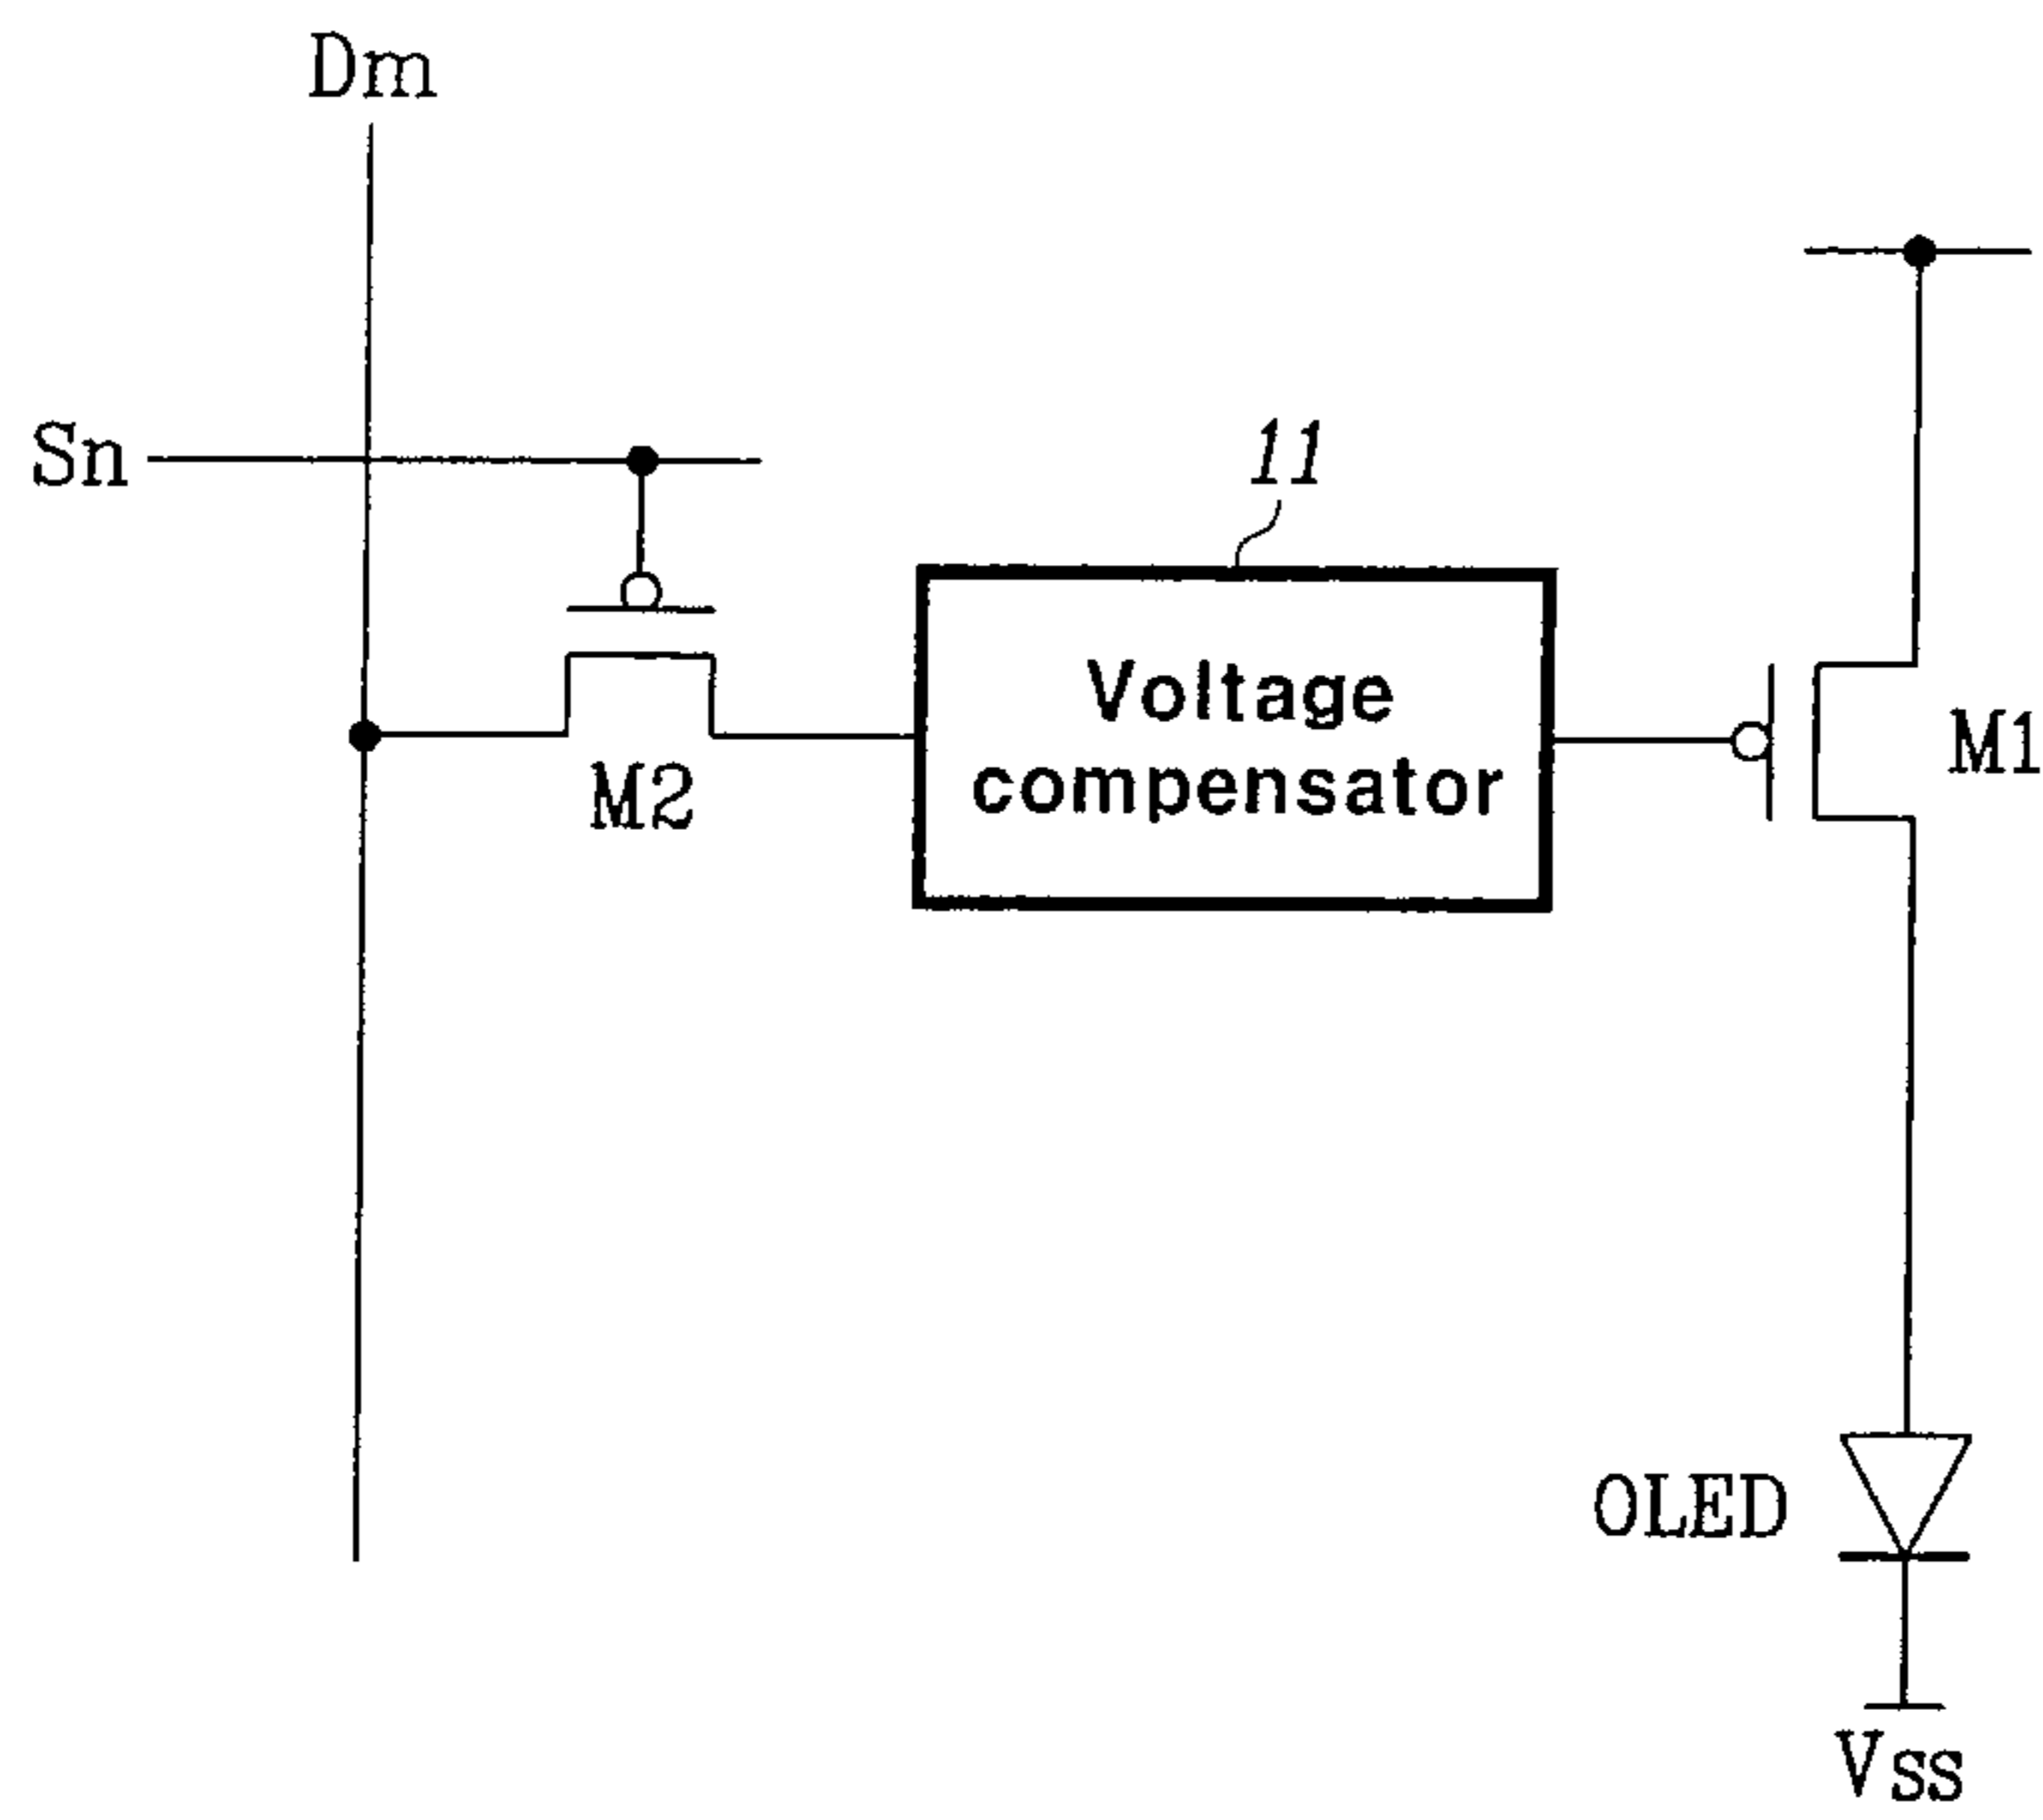 Dm
Sn
11
Voltage
compensator
M1
M2
OLED
Vss